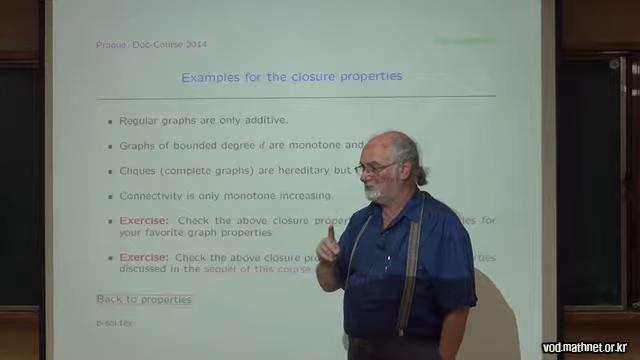 Prague, Doc-Course 2014
Examples for the closure properties
• Regular graphs are only additive.
• Graphs of bounded degree d are monotone and
• Cliques (complete graphs) are hereditary but
• Connectivity is only monotone increasing.
• Exercise: Check the above closure for
your favorite graph properties
• Exercise: Check the above closure
discussed in the sequel of this course
Back to properties
vod.mathnet.or.kr